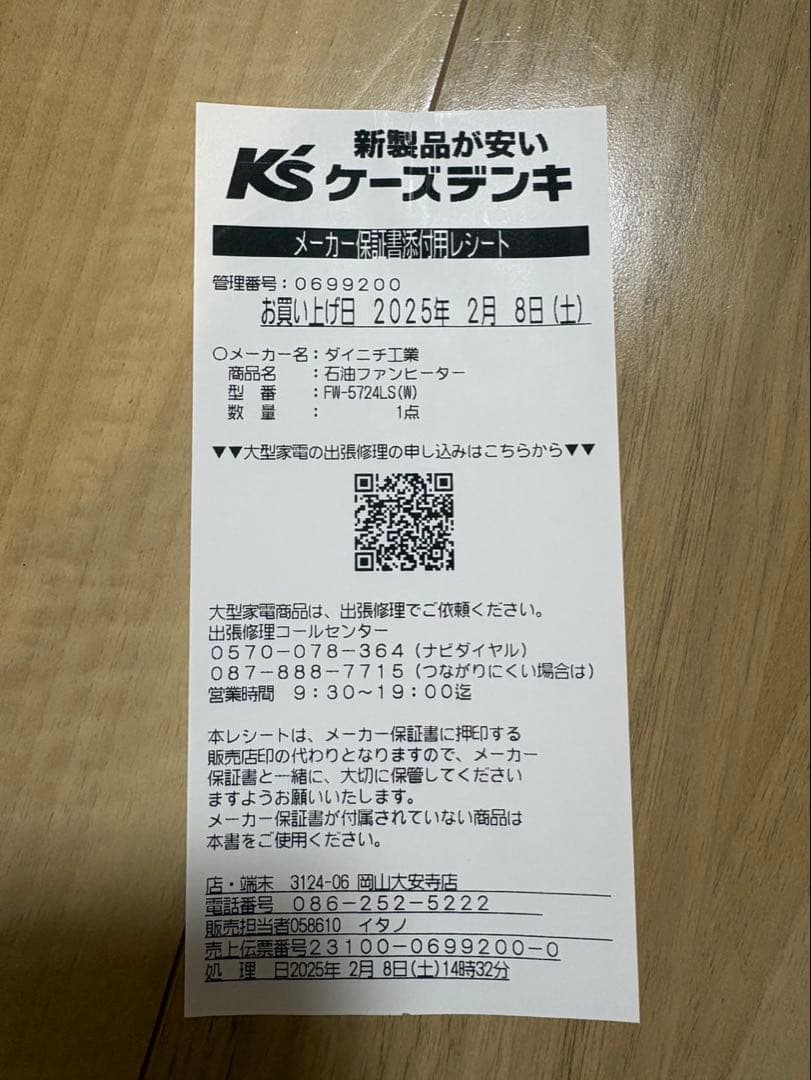 新製品が安い
K's ケーズデンキ
メーカー保証書添付用レシート
管理番号：0699200
お買い上げ日 2025年 2月 8日(土)
○メーカー名：ダイニチ工業
商品名 ：石油ファンヒーター
型 番 ：FW-5724LS(W)
数 量 ： 1点
▼▼大型家電の出張修理の申し込みはこちらから▼▼
大型家電商品は、出張修理でご依頼ください。
出張修理コールセンター
0570-078-364（ナビダイヤル）
087-888-7715（つながりにくい場合は）
営業時間 9：30～19：00迄
本レシートは、メーカー保証書に押印する
販売店印の代わりとなりますので、メーカー
保証書と一緒に、大切に保管してください
ますようお願いいたします。
メーカー保証書が付属されていない商品は
本書をご使用ください。
店・端末 3124-06 岡山大安寺店
電話番号 086-252-5222
販売担当者058610 イタノ
売上伝票番号23100-0699200-0
処 理 日2025年 2月 8日(土)14時32分